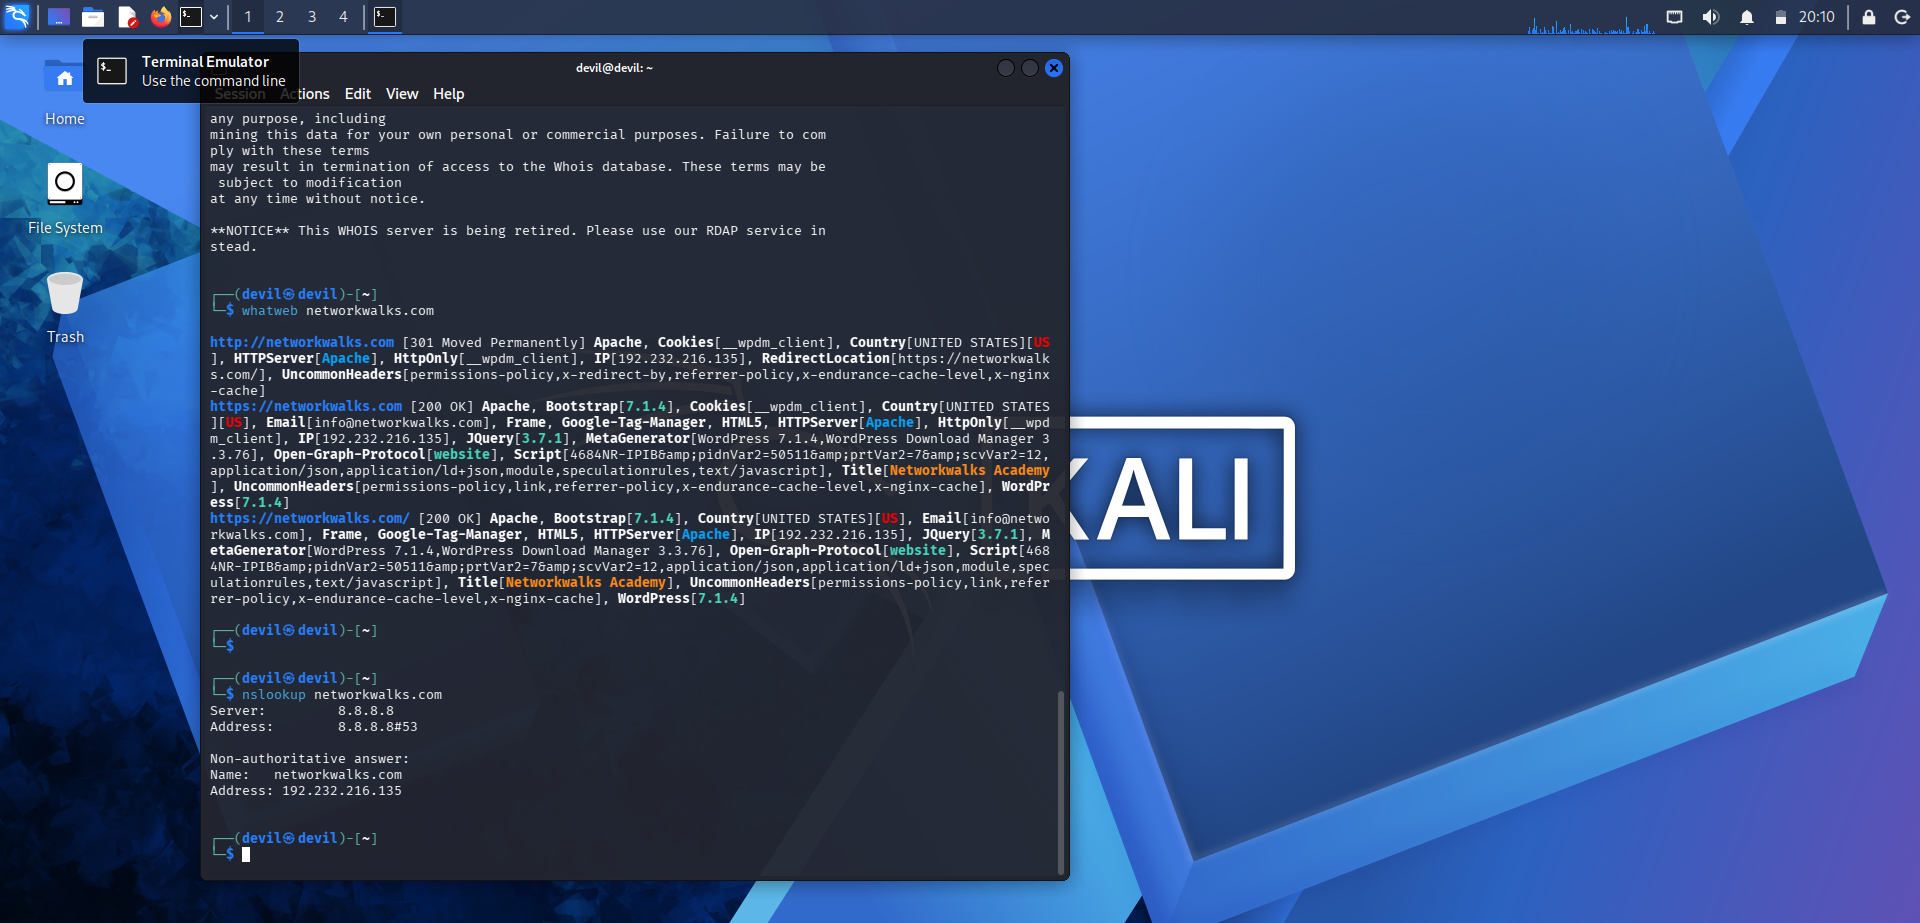 1 2 3 4
20:10
Terminal Emulator
Use the command line
devil@devil: ~
Session Actions Edit View Help
Home
File System
Trash
any purpose, including
mining this data for your own personal or commercial purposes. Failure to com
ply with these terms
may result in termination of access to the Whois database. These terms may be
 subject to modification
at any time without notice.
**NOTICE** This WHOIS server is being retired. Please use our RDAP service in
stead.
┌──(devil㉿devil)-[~]
└─$ whatweb networkwalks.com
http://networkwalks.com [301 Moved Permanently] Apache, Cookies[__wpdm_client], Country[UNITED STATES][US
], HTTPServer[Apache], HttpOnly[__wpdm_client], IP[192.232.216.135], RedirectLocation[https://networkwalk
s.com/], UncommonHeaders[permissions-policy,x-redirect-by,referrer-policy,x-endurance-cache-level,x-nginx
-cache]
https://networkwalks.com [200 OK] Apache, Bootstrap[7.1.4], Cookies[__wpdm_client], Country[UNITED STATES
][US], Email[info@networkwalks.com], Frame, Google-Tag-Manager, HTML5, HTTPServer[Apache], HttpOnly[__wpd
m_client], IP[192.232.216.135], JQuery[3.7.1], MetaGenerator[WordPress 7.1.4,WordPress Download Manager 3
.3.76], Open-Graph-Protocol[website], Script[4684NR-IPIB&amp;pidnVar2=50511&amp;prtVar2=7&amp;scvVar2=12,
application/json,application/ld+json,module,speculationrules,text/javascript], Title[Networkwalks Academy
], UncommonHeaders[permissions-policy,link,referrer-policy,x-endurance-cache-level,x-nginx-cache], WordPr
ess[7.1.4]
https://networkwalks.com/ [200 OK] Apache, Bootstrap[7.1.4], Country[UNITED STATES][US], Email[info@netwo
rkwalks.com], Frame, Google-Tag-Manager, HTML5, HTTPServer[Apache], IP[192.232.216.135], JQuery[3.7.1], M
etaGenerator[WordPress 7.1.4,WordPress Download Manager 3.3.76], Open-Graph-Protocol[website], Script[468
4NR-IPIB&amp;pidnVar2=50511&amp;prtVar2=7&amp;scvVar2=12,application/json,application/ld+json,module,spec
ulationrules,text/javascript], Title[Networkwalks Academy], UncommonHeaders[permissions-policy,link,refer
rer-policy,x-endurance-cache-level,x-nginx-cache], WordPress[7.1.4]
┌──(devil㉿devil)-[~]
└─$
┌──(devil㉿devil)-[~]
└─$ nslookup networkwalks.com
Server:         8.8.8.8
Address:        8.8.8.8#53
Non-authoritative answer:
Name:   networkwalks.com
Address: 192.232.216.135
┌──(devil㉿devil)-[~]
└─$
KALI